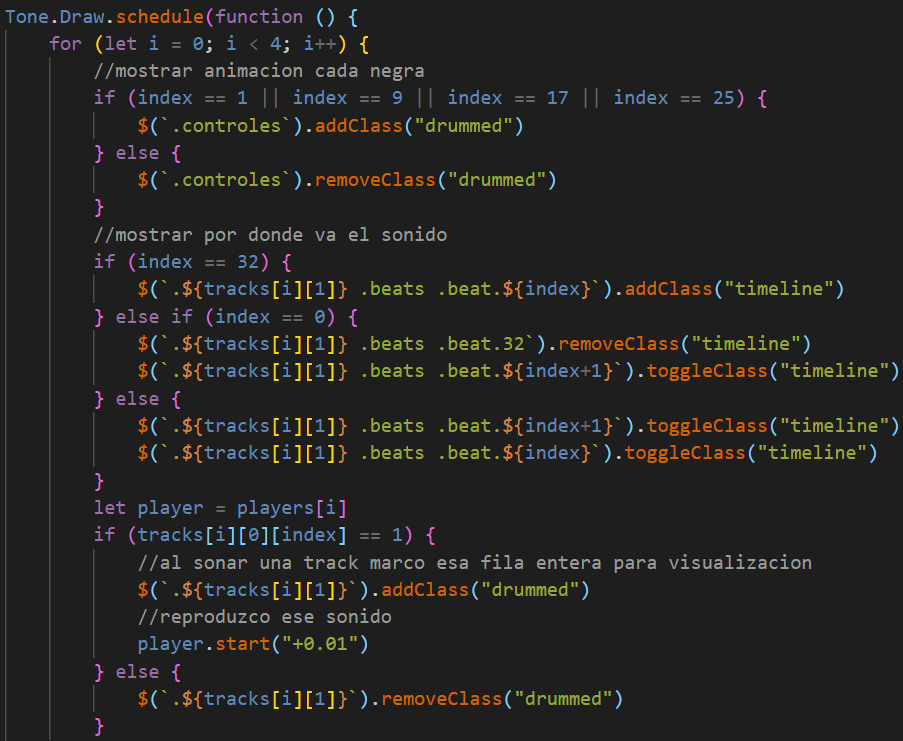 Tone.Draw.schedule(function () {
for (let i = 0; i < 4; i++) {
//mostrar animacion cada negra
if (index == 1 || index == 9 || index == 17 || index == 25) {
$(`.controles`).addClass("drummed")
} else {
$(`.controles`).removeClass("drummed")
}
//mostrar por donde va el sonido
if (index == 32) {
$(`.${tracks[i][1]} .beats .beat.${index}`).addClass("timeline")
} else if (index == 0) {
$(`.${tracks[i][1]} .beats .beat.32`).removeClass("timeline")
$(`.${tracks[i][1]} .beats .beat.${index+1}`).toggleClass("timeline")
} else {
$(`.${tracks[i][1]} .beats .beat.${index+1}`).toggleClass("timeline")
$(`.${tracks[i][1]} .beats .beat.${index}`).toggleClass("timeline")
}
let player = players[i]
if (tracks[i][0][index] == 1) {
//al sonar una track marco esa fila entera para visualizacion
$(`.${tracks[i][1]}`).addClass("drummed")
//reproduzco ese sonido
player.start("+0.01")
} else {
$(`.${tracks[i][1]}`).removeClass("drummed")
}